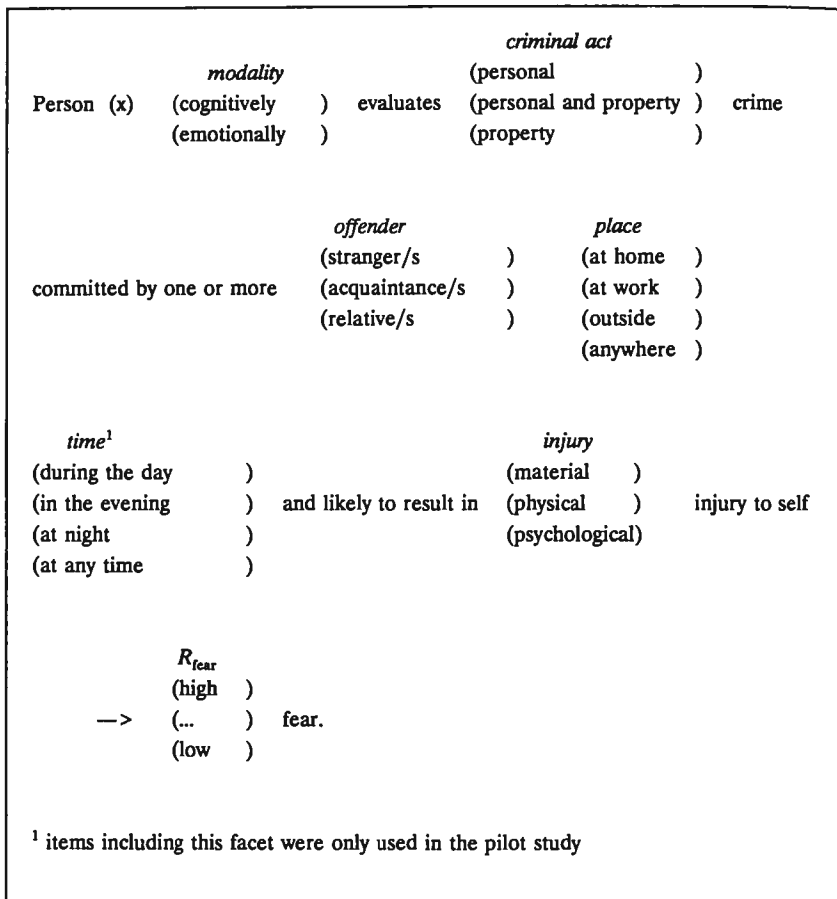 criminal act
modality (personal )
Person (x) (cognitively ) evaluates (personal and property ) crime
(emotionally ) (property )
offender place
(stranger/s ) (at home )
committed by one or more (acquaintance/s ) (at work )
(relative/s ) (outside )
(anywhere )
time¹ injury
(during the day ) (material )
(in the evening ) and likely to result in (physical ) injury to self
(at night ) (psychological)
(at any time )
R fear
(high )
—> (... ) fear.
(low )
¹ items including this facet were only used in the pilot study